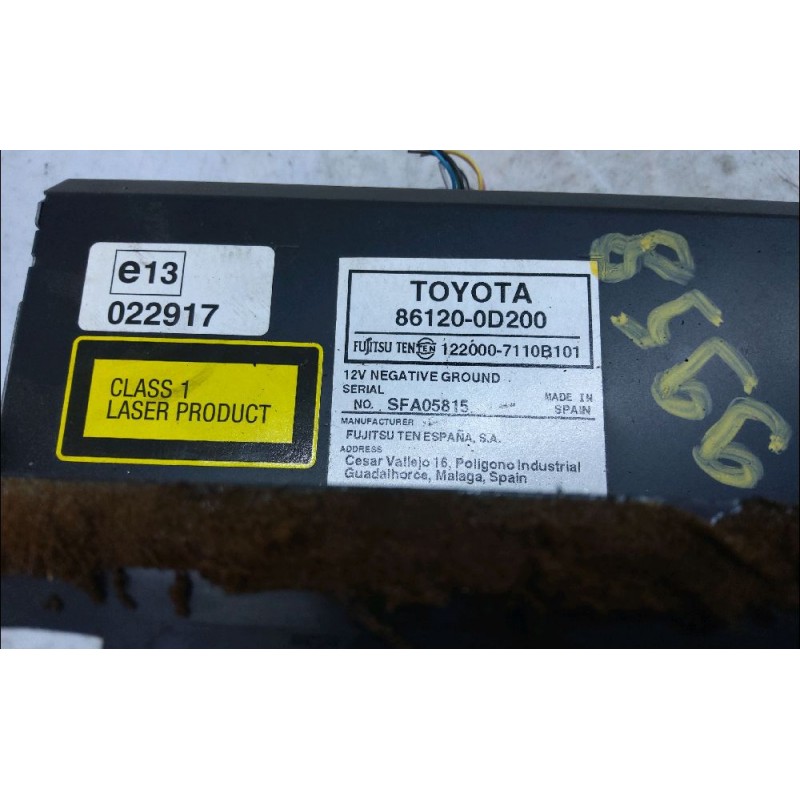 e13
022917
CLASS 1
LASER PRODUCT
TOYOTA
86120-0D200
FUJITSU TEN TEN 122000-7110B101
12V NEGATIVE GROUND
SERIAL
NO. SFA05815
MADE IN
SPAIN
MANUFACTURER
FUJITSU TEN ESPAÑA, S.A.
ADDRESS
Cesar Vallejo 16, Poligono Industrial
Guadalhorce, Malaga, Spain